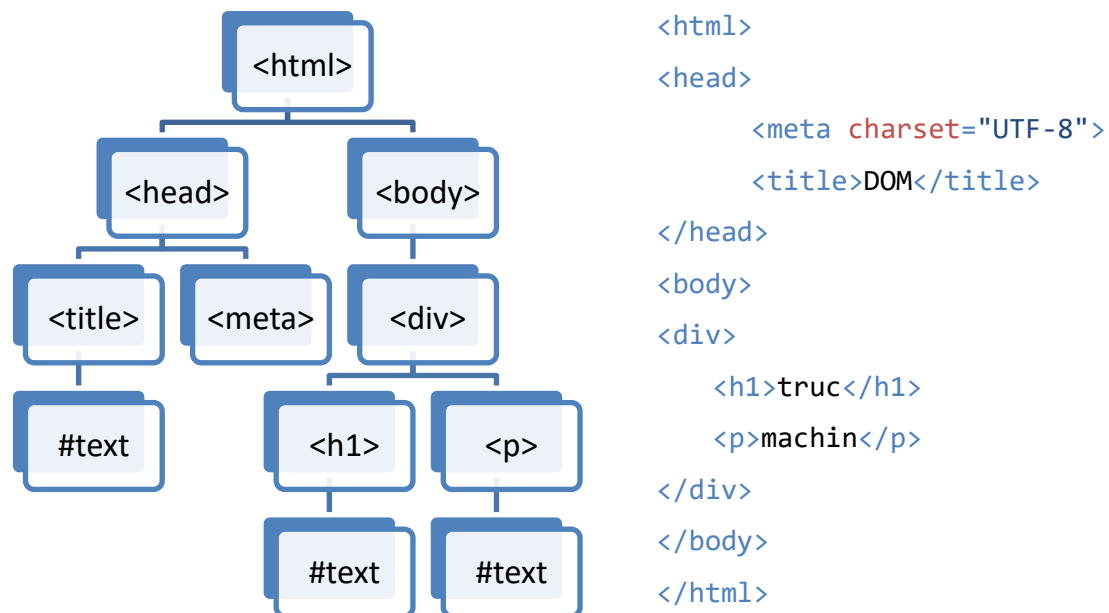 <html>
<head> <body>
<title> <meta> <div>
#text <h1> <p>
#text #text
<html>
<head>
<meta charset="UTF-8">
<title>DOM</title>
</head>
<body>
<div>
<h1>truc</h1>
<p>machin</p>
</div>
</body>
</html>